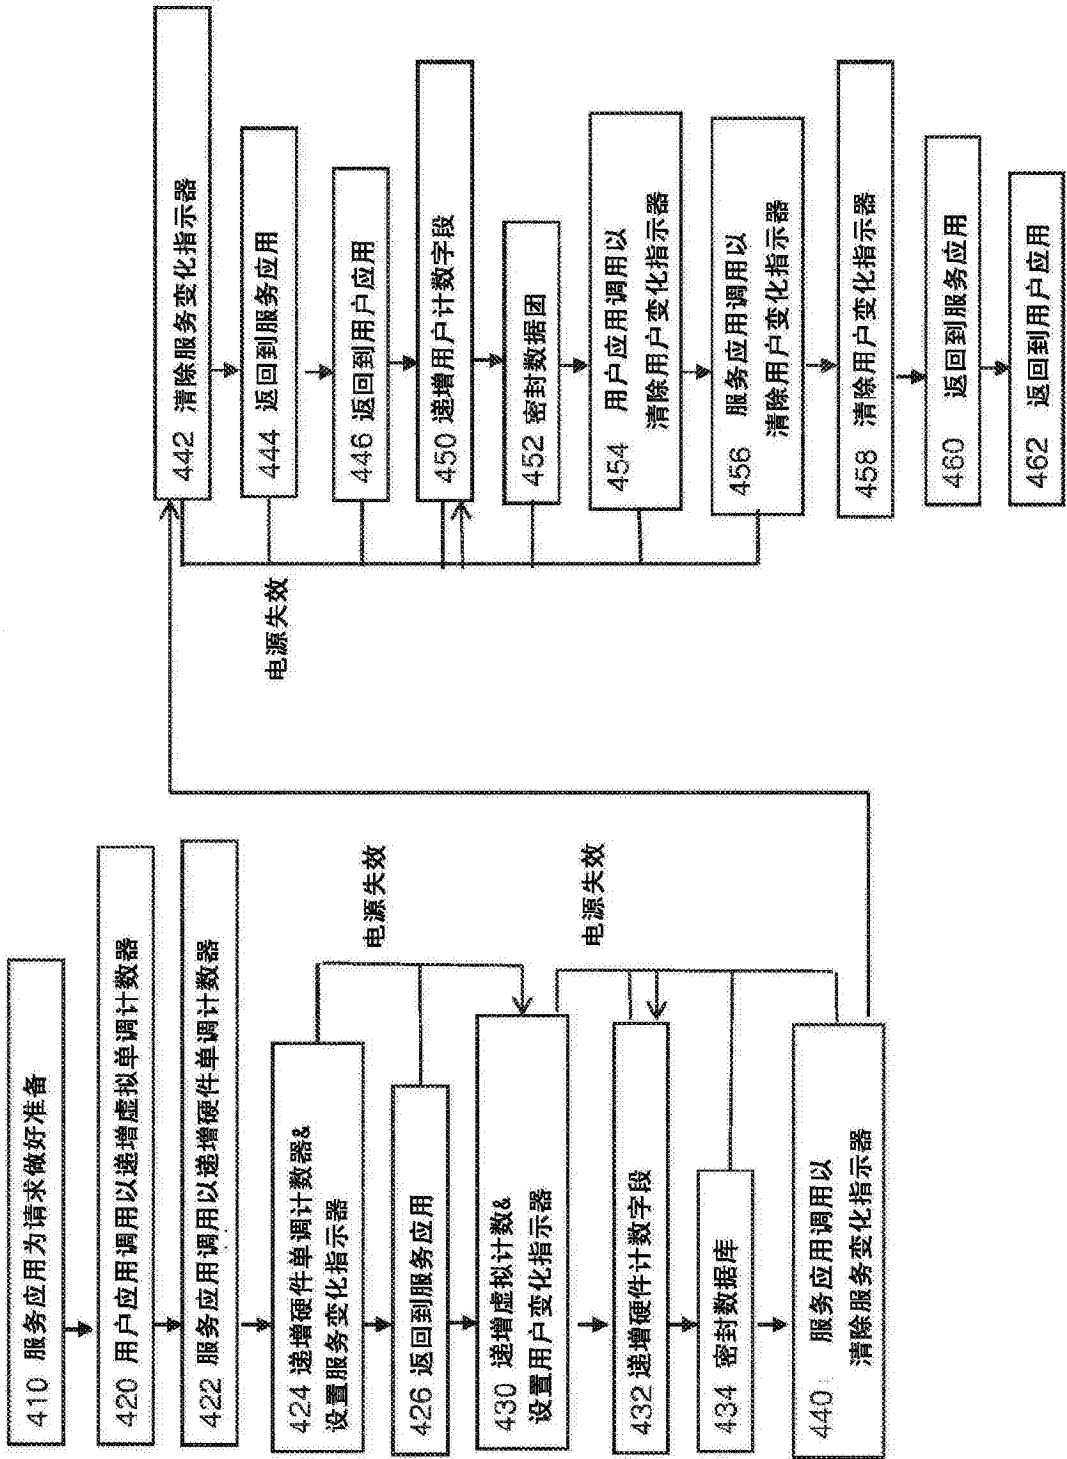 410 服务应用为请求做好准备
420 用户应用调用以递增虚拟单调计数器
422 服务应用调用以递增硬件单调计数器
424 递增硬件单调计数器&
设置服务变化指示器
电源失效
426 返回到服务应用
430 递增虚拟计数&
设置用户变化指示器
电源失效
432 递增硬件计数字段
434 密封数据库
440 服务应用调用以
清除服务变化指示器
442 清除服务变化指示器
444 返回到服务应用
电源失效
446 返回到用户应用
450 递增用户计数字段
452 密封数据团
454 用户应用调用以
清除用户变化指示器
456 服务应用调用以
清除用户变化指示器
458 清除用户变化指示器
460 返回到服务应用
462 返回到用户应用